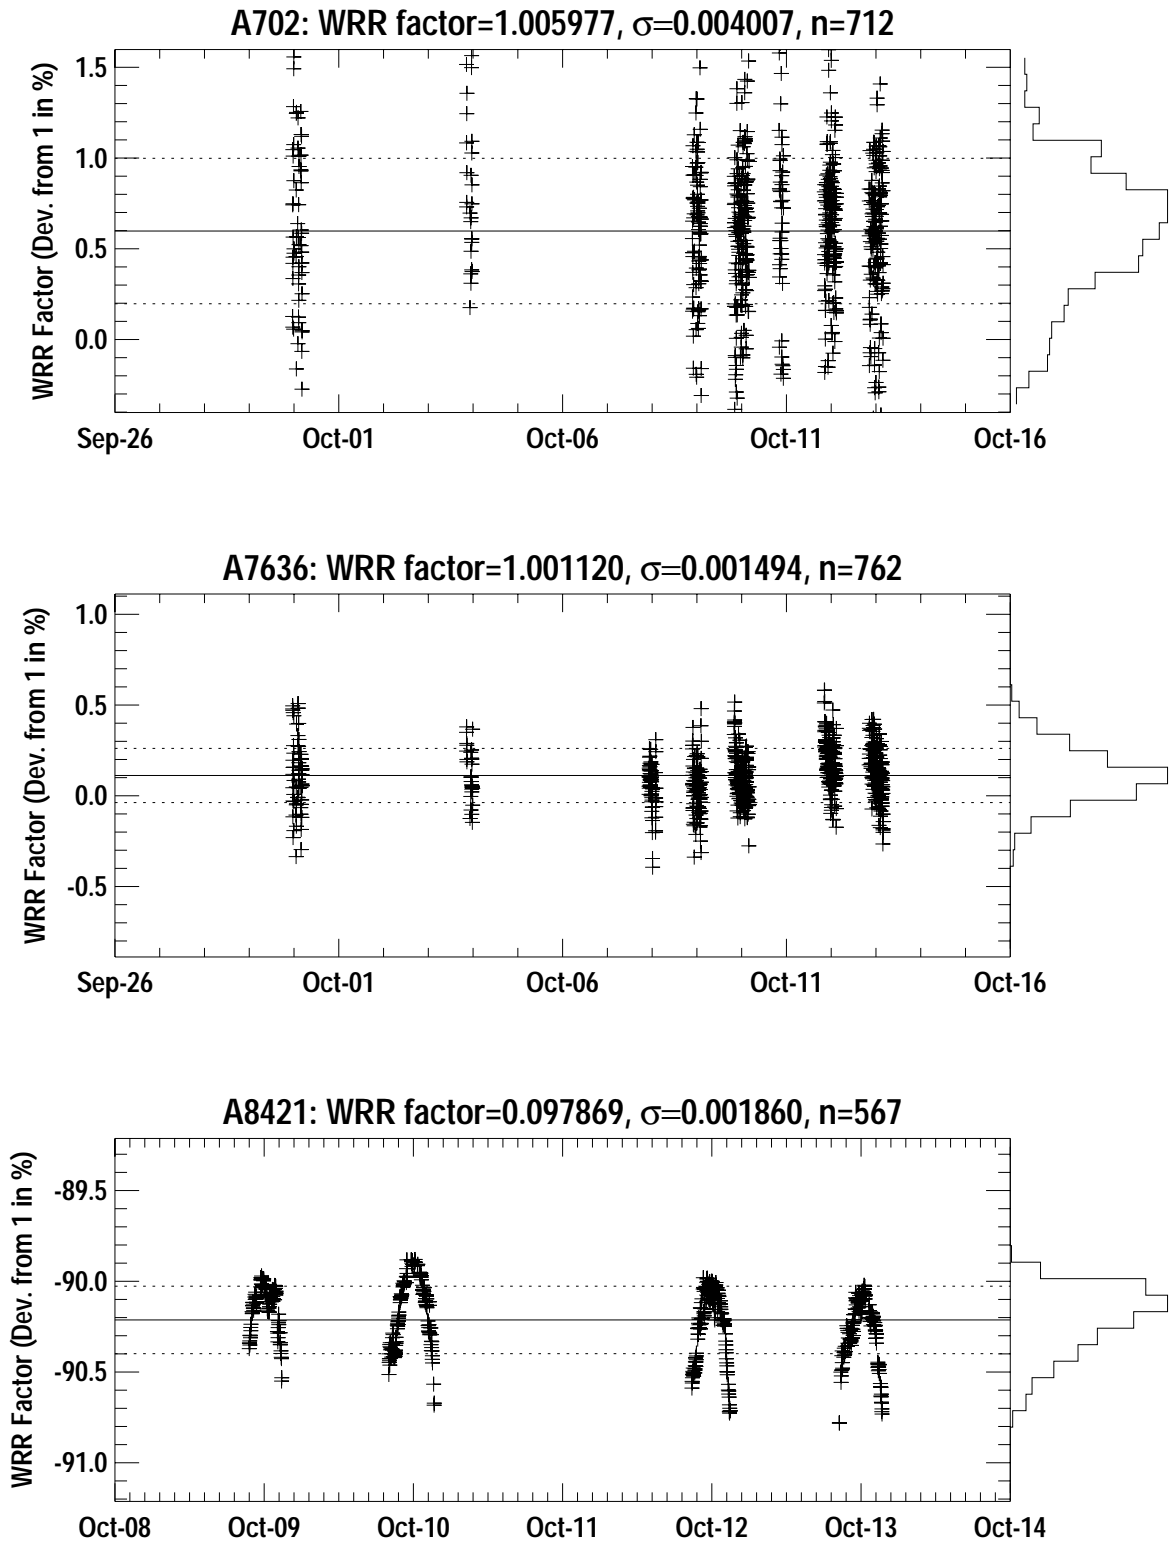 A702: WRR factor=1.005977, σ=0.004007, n=712
WRR Factor (Dev. from 1 in %)
1.5
1.0
0.5
0.0
Sep-26 Oct-01 Oct-06 Oct-11 Oct-16
A7636: WRR factor=1.001120, σ=0.001494, n=762
WRR Factor (Dev. from 1 in %)
1.0
0.5
0.0
-0.5
Sep-26 Oct-01 Oct-06 Oct-11 Oct-16
A8421: WRR factor=0.097869, σ=0.001860, n=567
WRR Factor (Dev. from 1 in %)
-89.5
-90.0
-90.5
-91.0
Oct-08 Oct-09 Oct-10 Oct-11 Oct-12 Oct-13 Oct-14